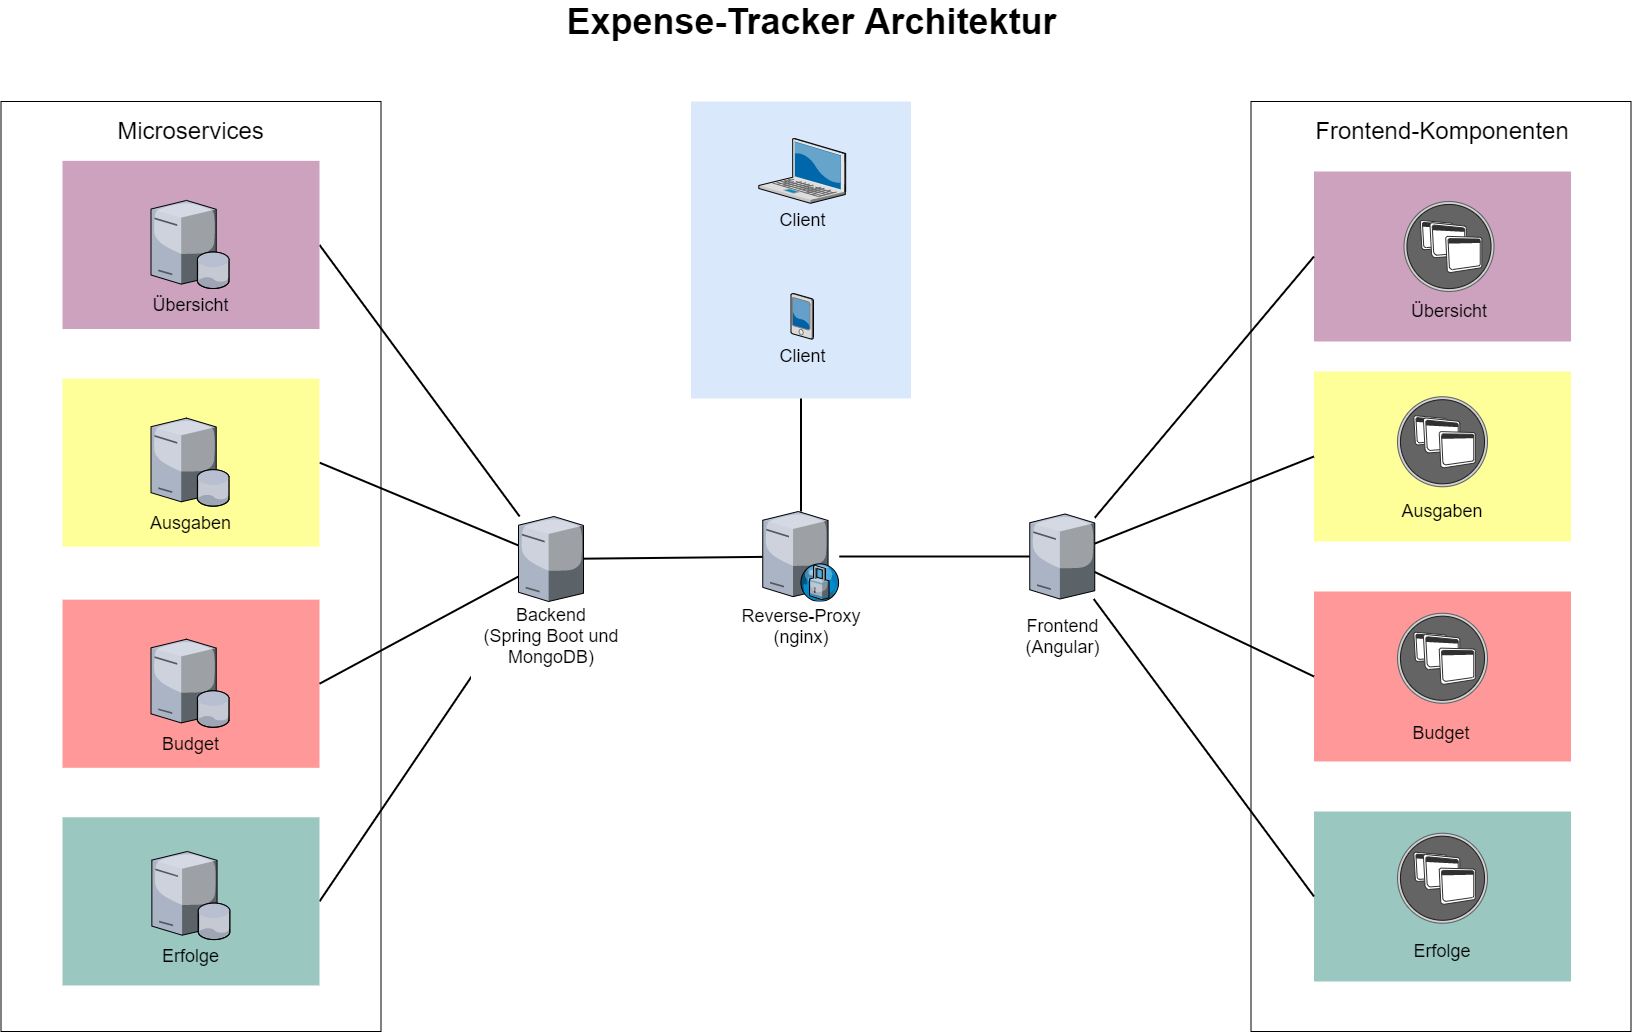 Expense-Tracker Architektur
Microservices
Übersicht
Ausgaben
Budget
Erfolge
Client
Client
Backend
(Spring Boot und
MongoDB)
Reverse-Proxy
(nginx)
Frontend
(Angular)
Frontend-Komponenten
Übersicht
Ausgaben
Budget
Erfolge